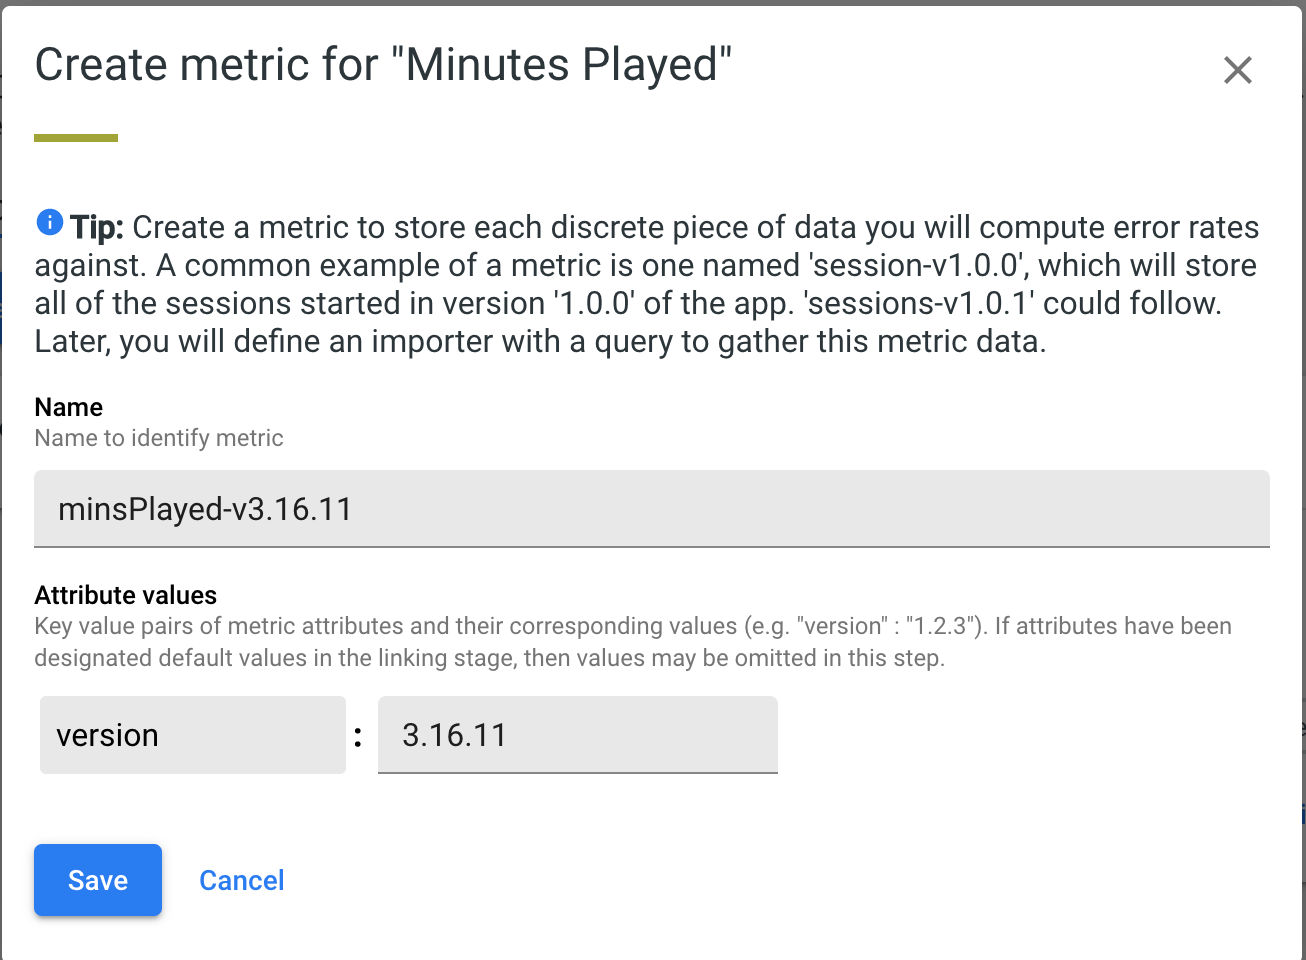 Create metric for "Minutes Played"
Tip: Create a metric to store each discrete piece of data you will compute error rates
against. A common example of a metric is one named 'session-v1.0.0', which will store
all of the sessions started in version '1.0.0' of the app. 'sessions-v1.0.1' could follow.
Later, you will define an importer with a query to gather this metric data.
Name
Name to identify metric
minsPlayed-v3.16.11
Attribute values
Key value pairs of metric attributes and their corresponding values (e.g. "version" : "1.2.3"). If attributes have been
designated default values in the linking stage, then values may be omitted in this step.
version : 3.16.11
Save Cancel